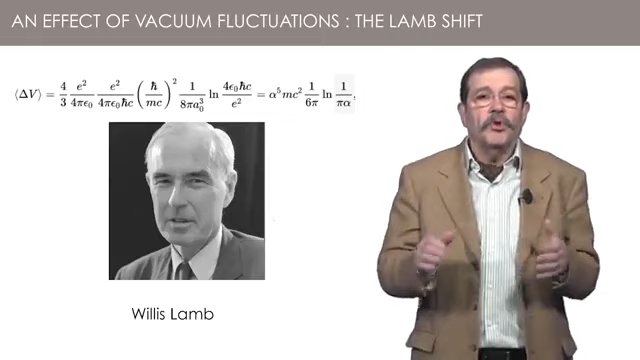 AN EFFECT OF VACUUM FLUCTUATIONS : THE LAMB SHIFT
⟨ΔV⟩ = 4/3 e²/4πϵ₀ e²/4πϵ₀ħc (ħ/mc)² 1/8πa₀³ ln 4ϵ₀ħc/e² = α⁵mc² 1/6π ln 1/πα,
Willis Lamb